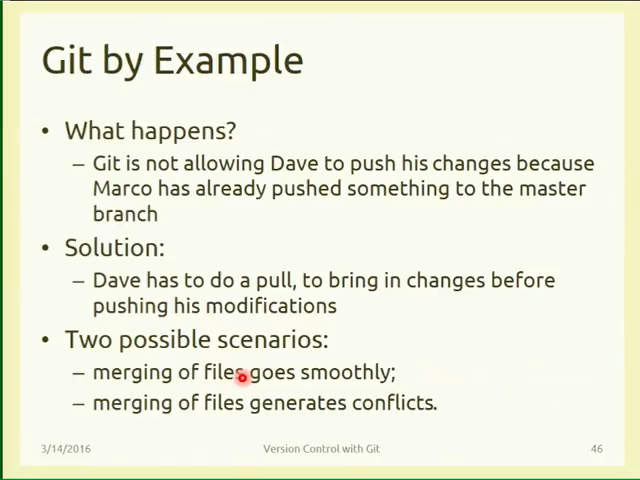 Git by Example
• What happens?
– Git is not allowing Dave to push his changes because
Marco has already pushed something to the master
branch
• Solution:
– Dave has to do a pull, to bring in changes before
pushing his modifications
• Two possible scenarios:
– merging of files goes smoothly;
– merging of files generates conflicts.
3/14/2016 Version Control with Git 46